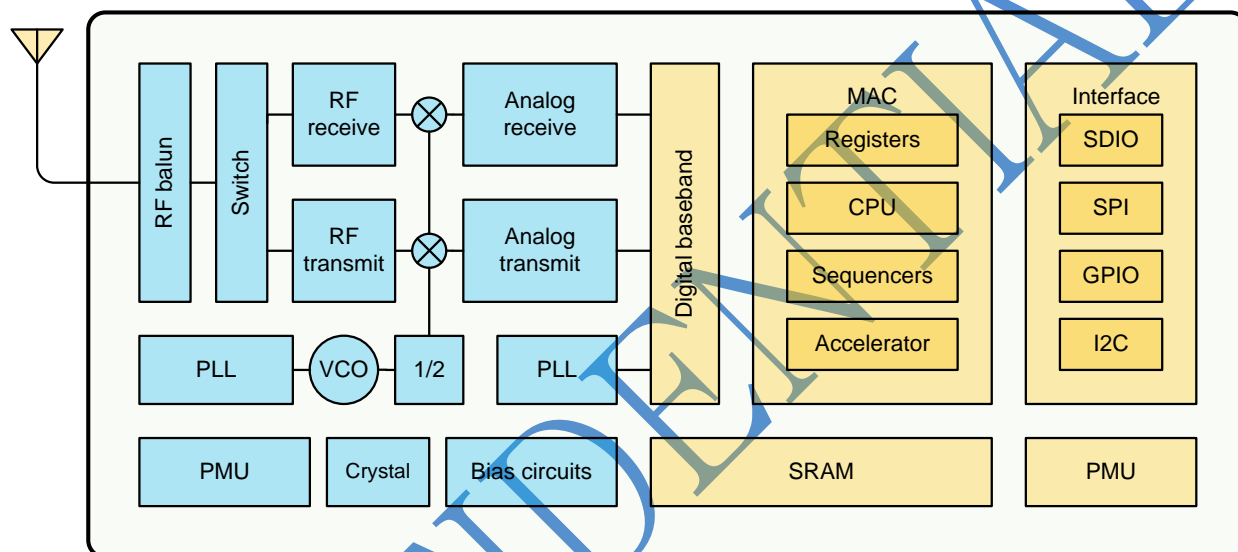 RF balun
Switch
RF
receive
Analog
receive
RF
transmit
Analog
transmit
PLL
VCO
1/2
PLL
Digital baseband
MAC
Registers
CPU
Sequencers
Accelerator
Interface
SDIO
SPI
GPIO
I2C
PMU
Crystal
Bias circuits
SRAM
PMU